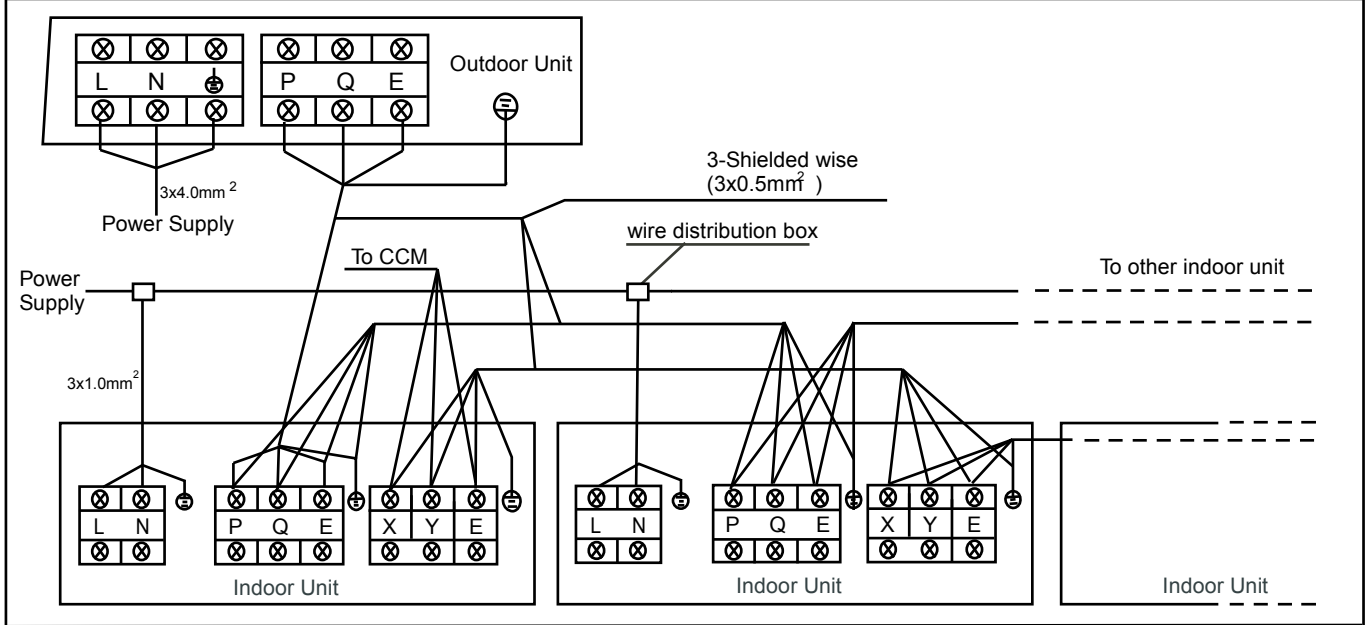 L N
P Q E
Outdoor Unit
3x4.0mm 2
Power Supply
3-Shielded wise
(3x0.5mm2 )
wire distribution box
To CCM
Power
Supply
To other indoor unit
3x1.0mm2
L N
P Q E
X Y E
Indoor Unit
L N
P Q E
X Y E
Indoor Unit
Indoor Unit